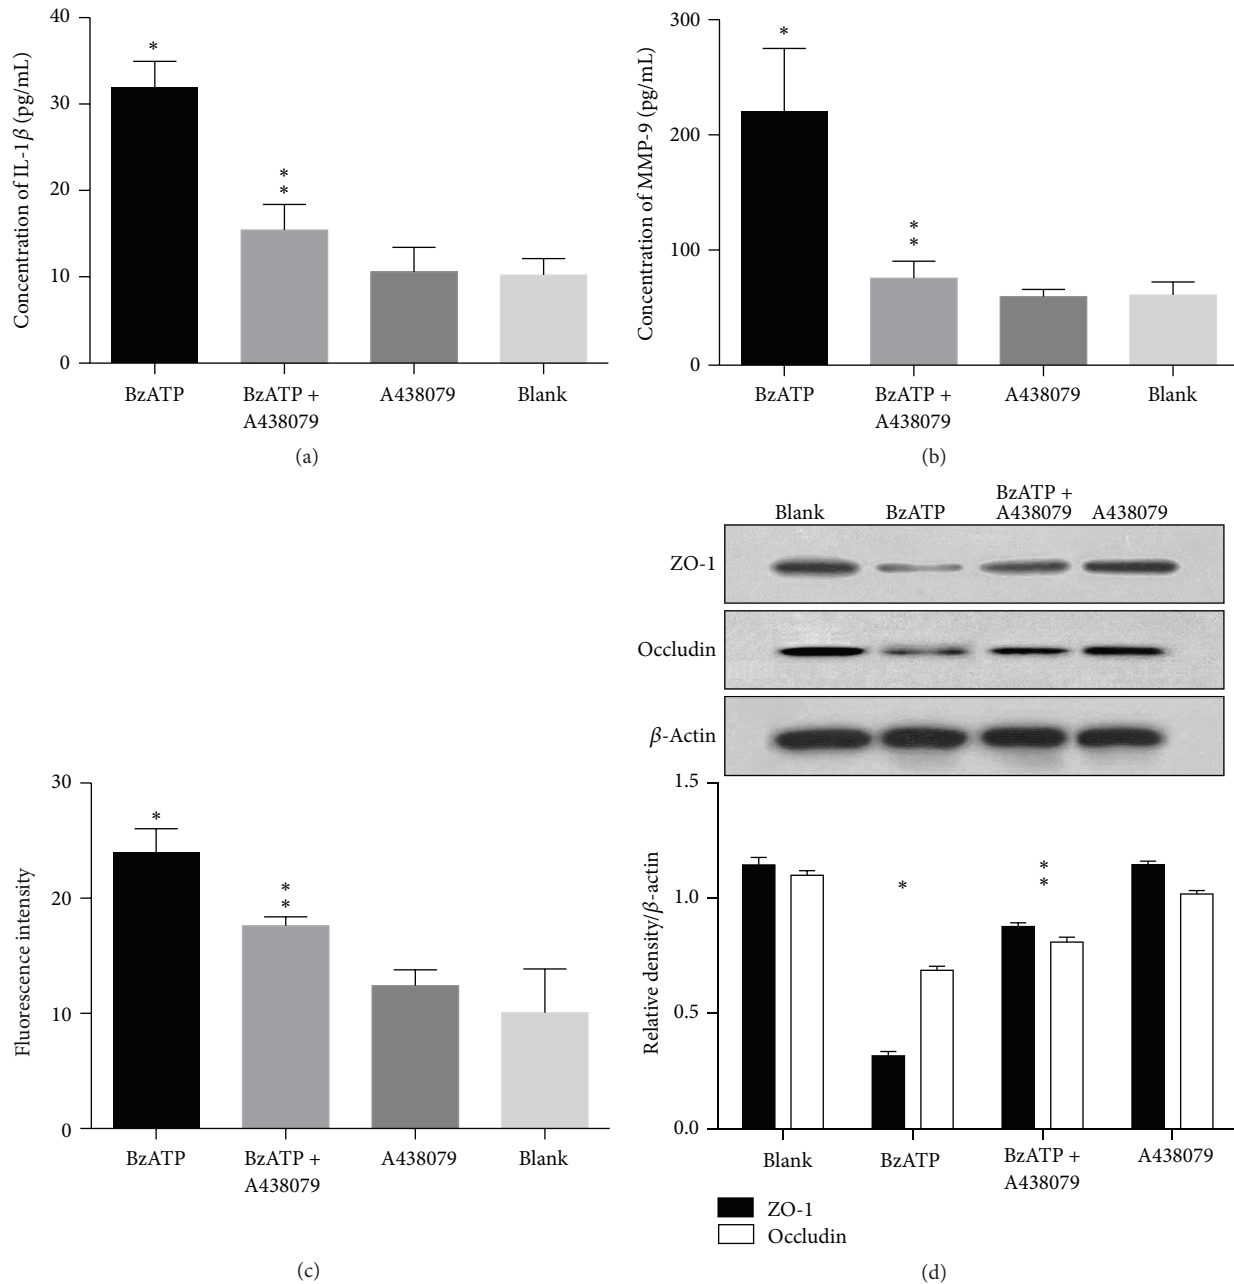 Concentration of IL-1β (pg/mL)
40
30
20
10
0
*
*
*
BzATP
BzATP +
A438079
A438079
Blank
(a)
Concentration of MMP-9 (pg/mL)
300
200
100
0
*
*
*
BzATP
BzATP +
A438079
A438079
Blank
(b)
Fluorescence intensity
30
20
10
0
*
*
*
BzATP
BzATP +
A438079
A438079
Blank
(c)
Blank
BzATP
BzATP +
A438079
A438079
ZO-1
Occludin
β-Actin
Relative density/β-actin
1.5
1.0
0.5
0.0
*
*
*
Blank
BzATP
BzATP +
A438079
A438079
ZO-1
Occludin
(d)